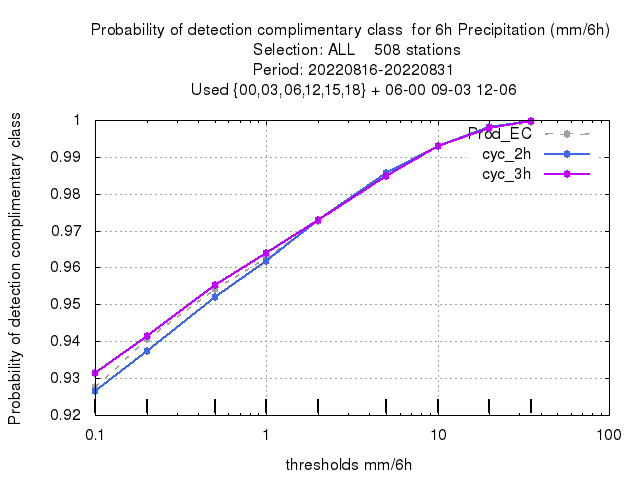 Probability of detection complimentary class  for 6h Precipitation (mm/6h)
Selection: ALL    508 stations
Period: 20220816-20220831
Used {00,03,06,12,15,18} + 06-00 09-03 12-06
Probability of detection complimentary class
1
0.99
0.98
0.97
0.96
0.95
0.94
0.93
0.92
Prod_EC
cyc_2h
cyc_3h
0.1
1
10
100
thresholds mm/6h